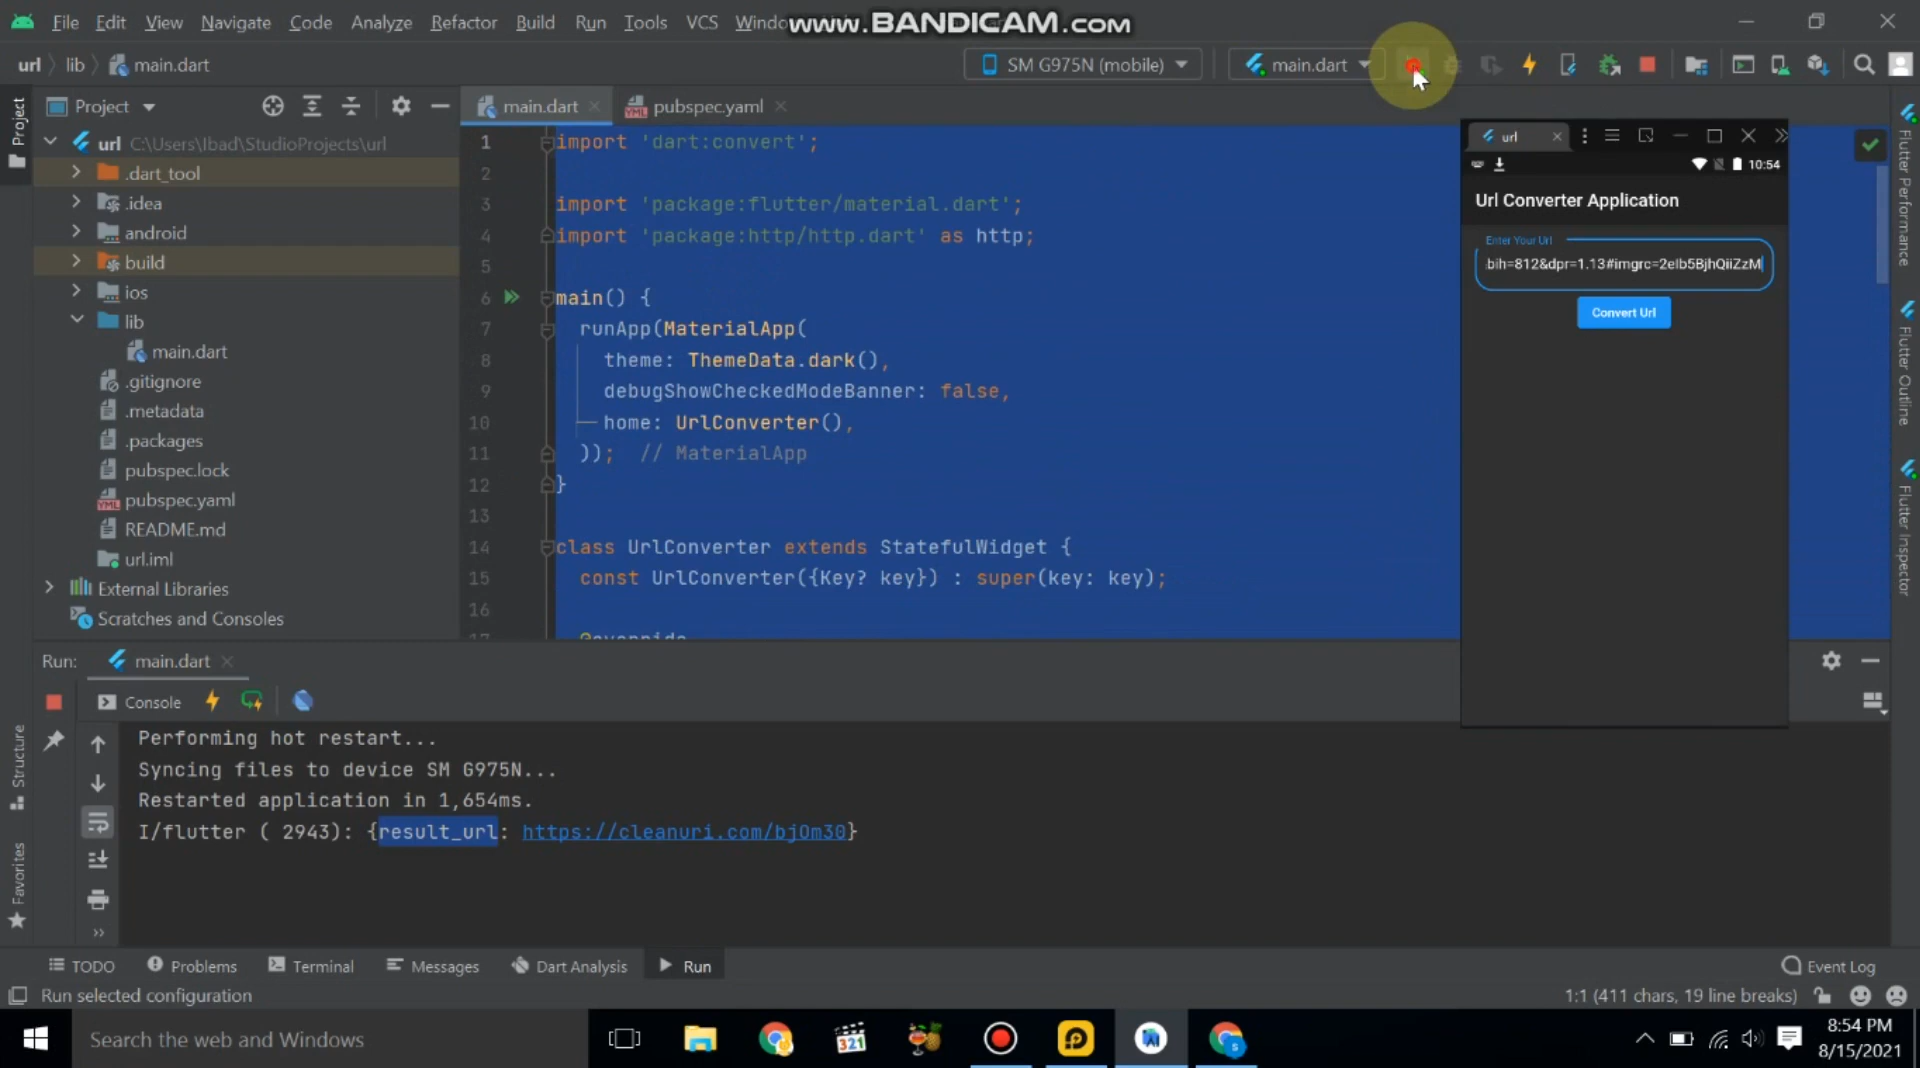 File Edit View Navigate Code Analyze Refactor Build Run Tools VCS Windo
www.BANDICAM.com
url lib main.dart
SM G975N (mobile) main.dart
Project
main.dart pubspec.yaml
url C:\Users\Ibad\StudioProjects\url
.dart_tool
.idea
android
build
ios
lib
main.dart
.gitignore
.metadata
.packages
pubspec.lock
pubspec.yaml
README.md
url.iml
External Libraries
Scratches and Consoles
1 import 'dart:convert';
2
3 import 'package:flutter/material.dart';
4 import 'package:http/http.dart' as http;
5
6 main() {
7 runApp(MaterialApp(
8 theme: ThemeData.dark(),
9 debugShowCheckedModeBanner: false,
10 home: UrlConverter(),
11 )); // MaterialApp
12 }
13
14 class UrlConverter extends StatefulWidget {
15 const UrlConverter({Key? key}) : super(key: key);
16
17 @override
url
10:54
Url Converter Application
Enter Your Url
bih=812&dpr=1.13#imgrc=2eIb5BjhQiiZzM
Convert Url
Project
Structure
Favorites
Flutter Performance
Flutter Outline
Flutter Inspector
Run: main.dart
Console
Performing hot restart...
Syncing files to device SM G975N...
Restarted application in 1,654ms.
I/flutter ( 2943): {result_url: https://cleanuri.com/bjOm30}
TODO Problems Terminal Messages Dart Analysis Run Event Log
Run selected configuration
1:1 (411 chars, 19 line breaks)
Search the web and Windows
321
8:54 PM
8/15/2021